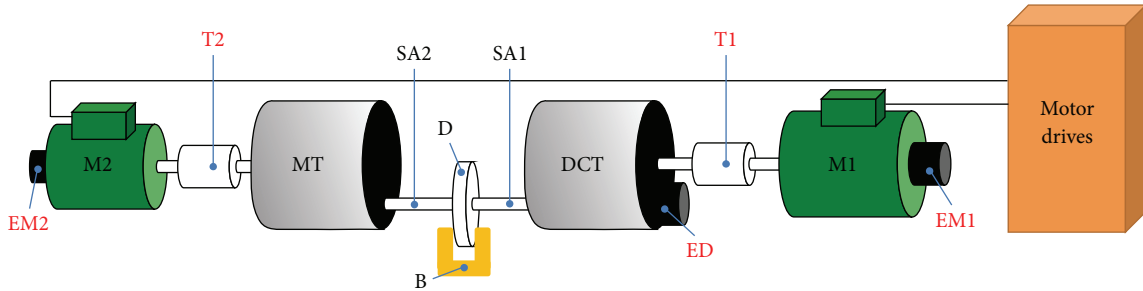 T2
SA2
SA1
T1
D
M2
MT
DCT
M1
Motor
drives
EM2
B
ED
EM1